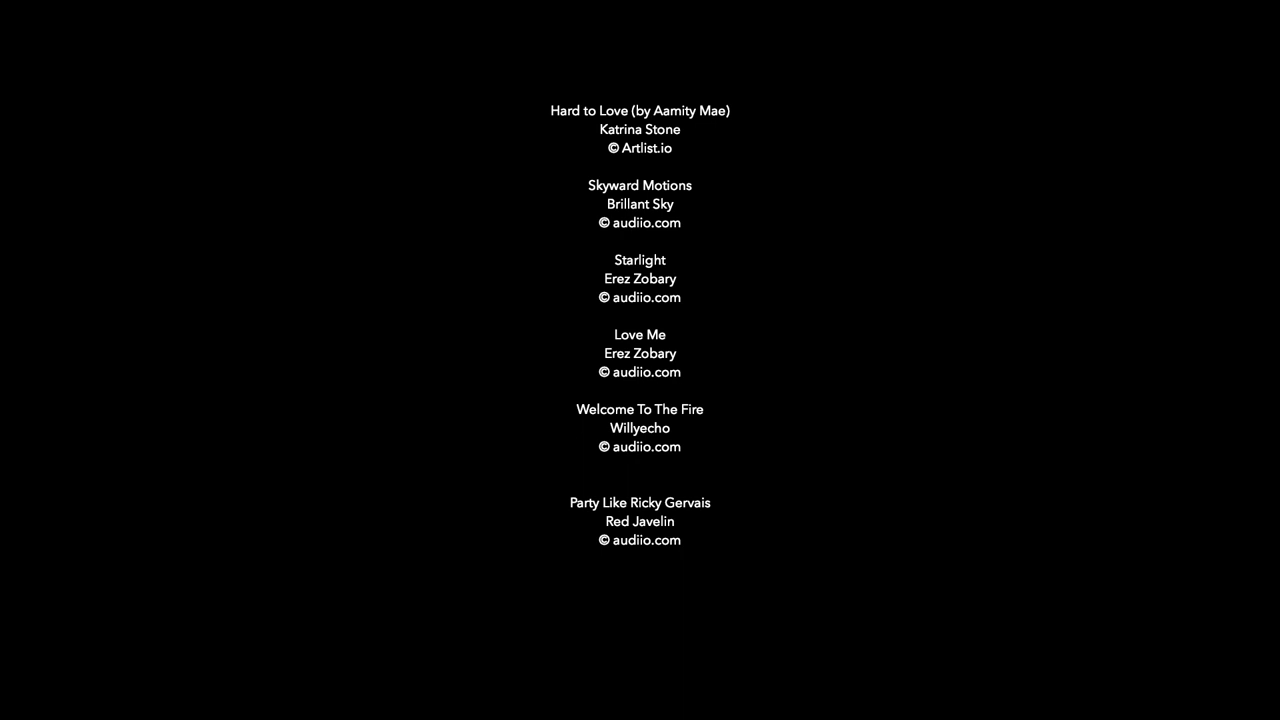 Hard to Love (by Aamity Mae)
Katrina Stone
© Artlist.io
Skyward Motions
Brillant Sky
© audiio.com
Starlight
Erez Zobary
© audiio.com
Love Me
Erez Zobary
© audiio.com
Welcome To The Fire
Willyecho
© audiio.com
Party Like Ricky Gervais
Red Javelin
© audiio.com